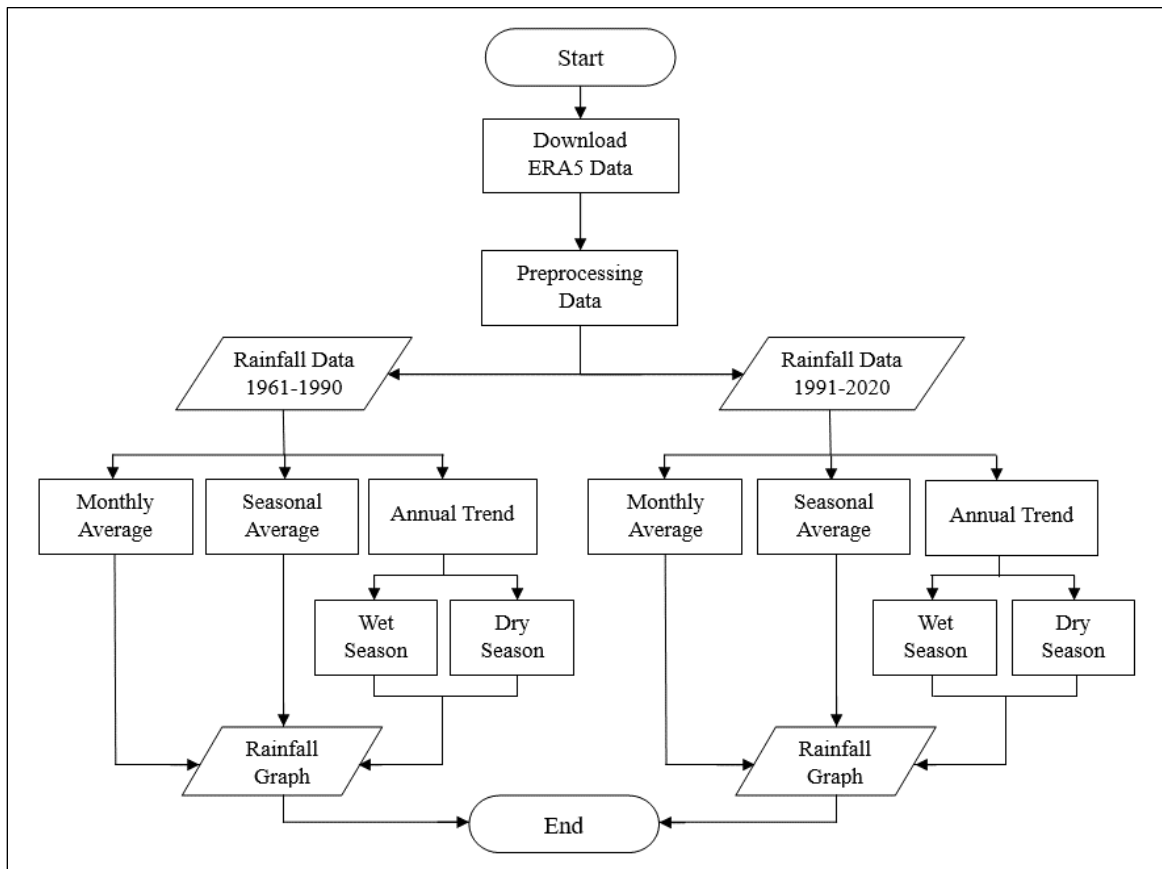 Start
Download
ERA5 Data
Preprocessing
Data
Rainfall Data
1961-1990
Rainfall Data
1991-2020
Monthly
Average
Seasonal
Average
Annual Trend
Monthly
Average
Seasonal
Average
Annual Trend
Wet
Season
Dry
Season
Wet
Season
Dry
Season
Rainfall
Graph
Rainfall
Graph
End